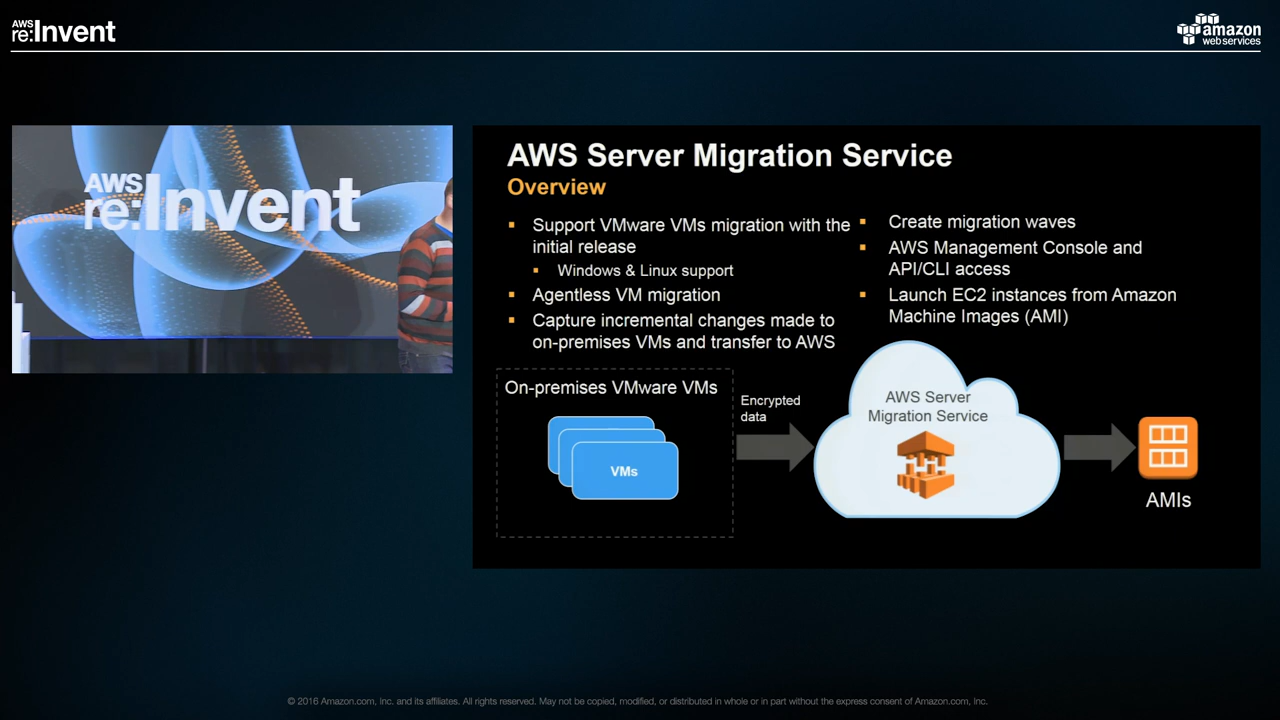 AWS
re:Invent
amazon
web services
AWS
re:Invent
AWS Server Migration Service
Overview
Support VMware VMs migration with the
initial release
Windows & Linux support
Agentless VM migration
Capture incremental changes made to
on-premises VMs and transfer to AWS
Create migration waves
AWS Management Console and
API/CLI access
Launch EC2 instances from Amazon
Machine Images (AMI)
On-premises VMware VMs
VMs
Encrypted
data
AWS Server
Migration Service
AMIs
© 2016 Amazon.com, Inc. and its affiliates. All rights reserved. May not be copied, modified, or distributed in whole or in part without the express consent of Amazon.com, Inc.